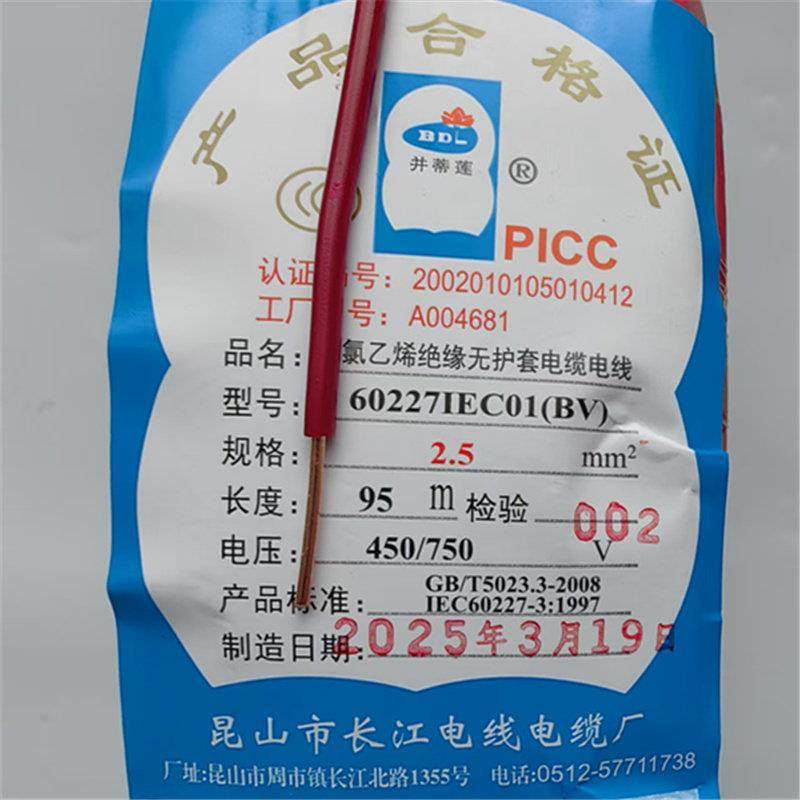 产品合格证
BDL
并蒂莲
®
PICC
认证 号：2002010105010412
工厂 号：A004681
品名： 氯乙烯绝缘无护套电缆电线
型号： 60227IEC01(BV)
规格： 2.5 mm²
长度： 95 m 检验 002
电压： 450/750 V
产品标准： GB/T5023.3-2008
IEC60227-3:1997
制造日期： 2025年3月19日
昆山市长江电线电缆厂
厂址:昆山市周市镇长江北路1355号 电话:0512-57711738